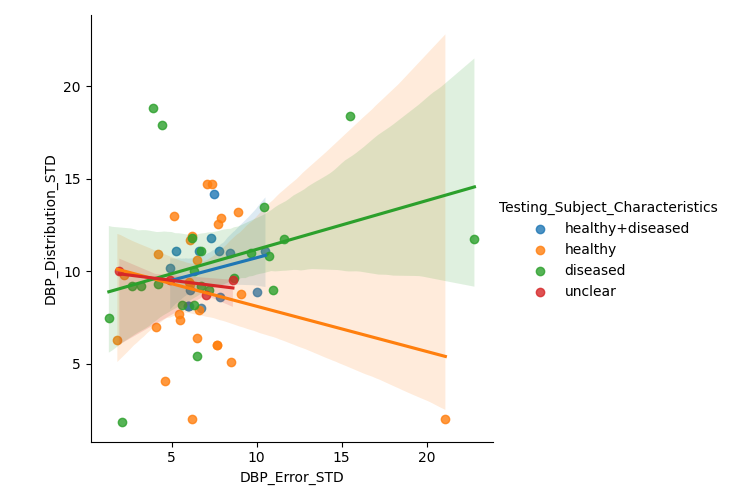 20
15
10
5
DBP_Distribution_STD
5
10
15
20
DBP_Error_STD
Testing_Subject_Characteristics
healthy+diseased
healthy
diseased
unclear